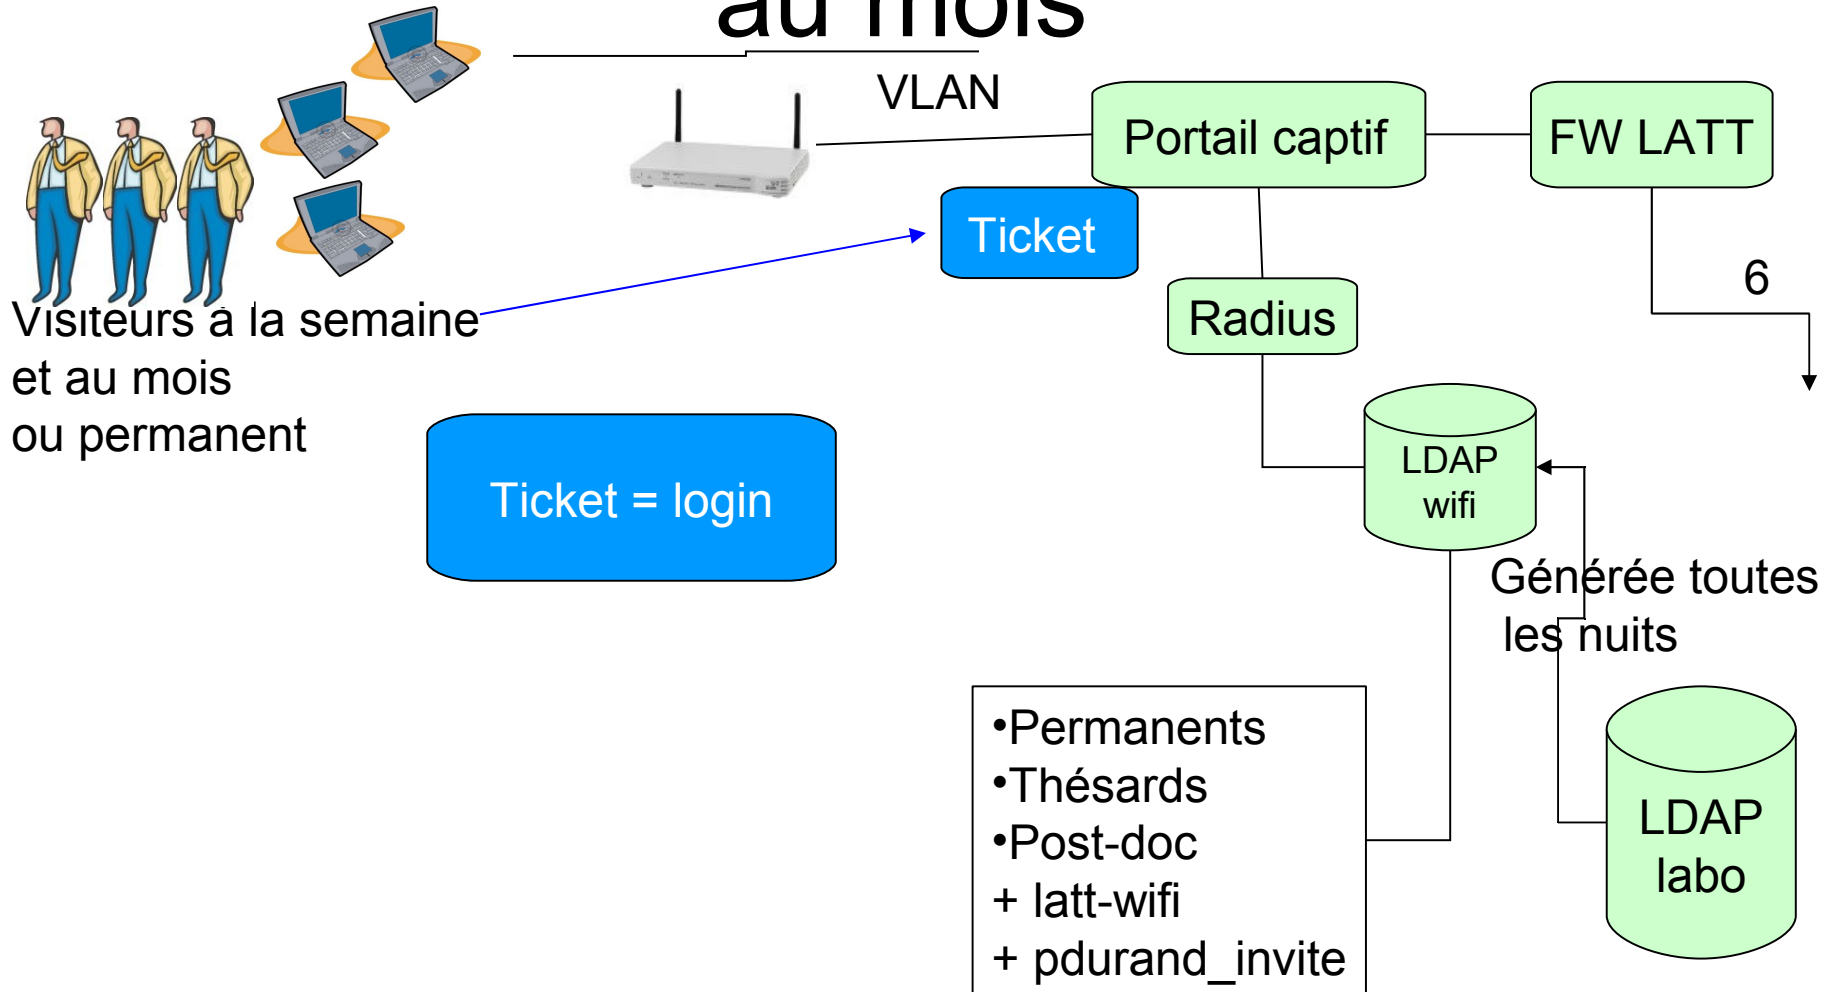 au mois
VLAN
Portail captif
FW LATT
Ticket
6
Visiteurs à la semaine
et au mois
ou permanent
Radius
Ticket = login
LDAP
wifi
Générée toutes
les nuits
•Permanents
•Thésards
•Post-doc
+ latt-wifi
+ pdurand_invite
LDAP
labo